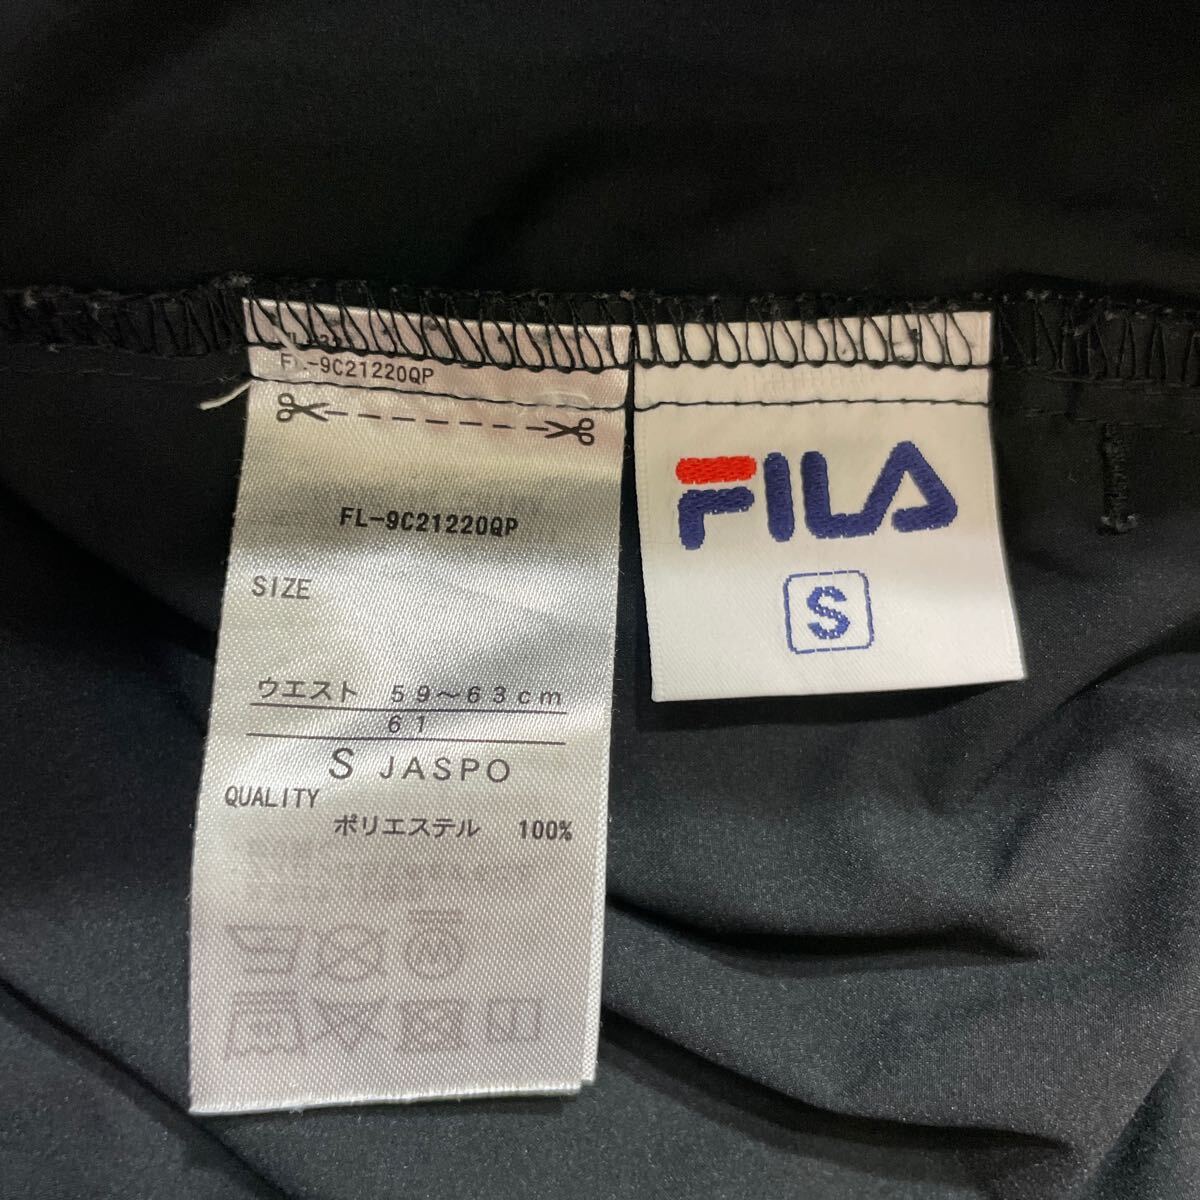 FL-9C21220QP
FL-9C21220QP
SIZE
ウエスト 59～63cm
61
S JASPO
QUALITY
ポリエステル 100%
FILA
S